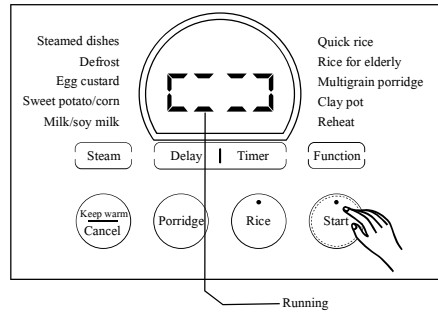 Steamed dishes
Defrost
Egg custard
Sweet potato/corn
Milk/soy milk
Quick rice
Rice for elderly
Multigrain porridge
Clay pot
Reheat
Steam
Delay
Timer
Function
Keep warm
Cancel
Porridge
Rice
Start
Running